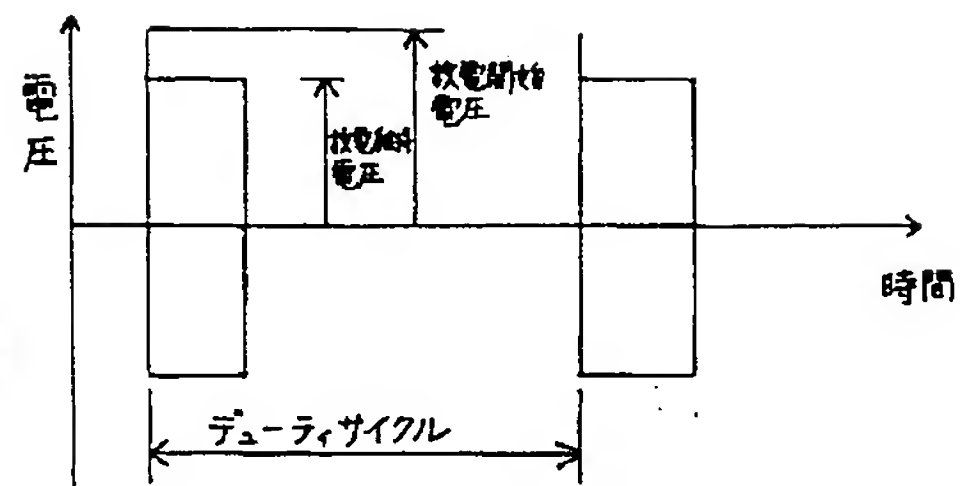 電圧
放電開始
電圧
放電維持
電圧
時間
デューティサイクル